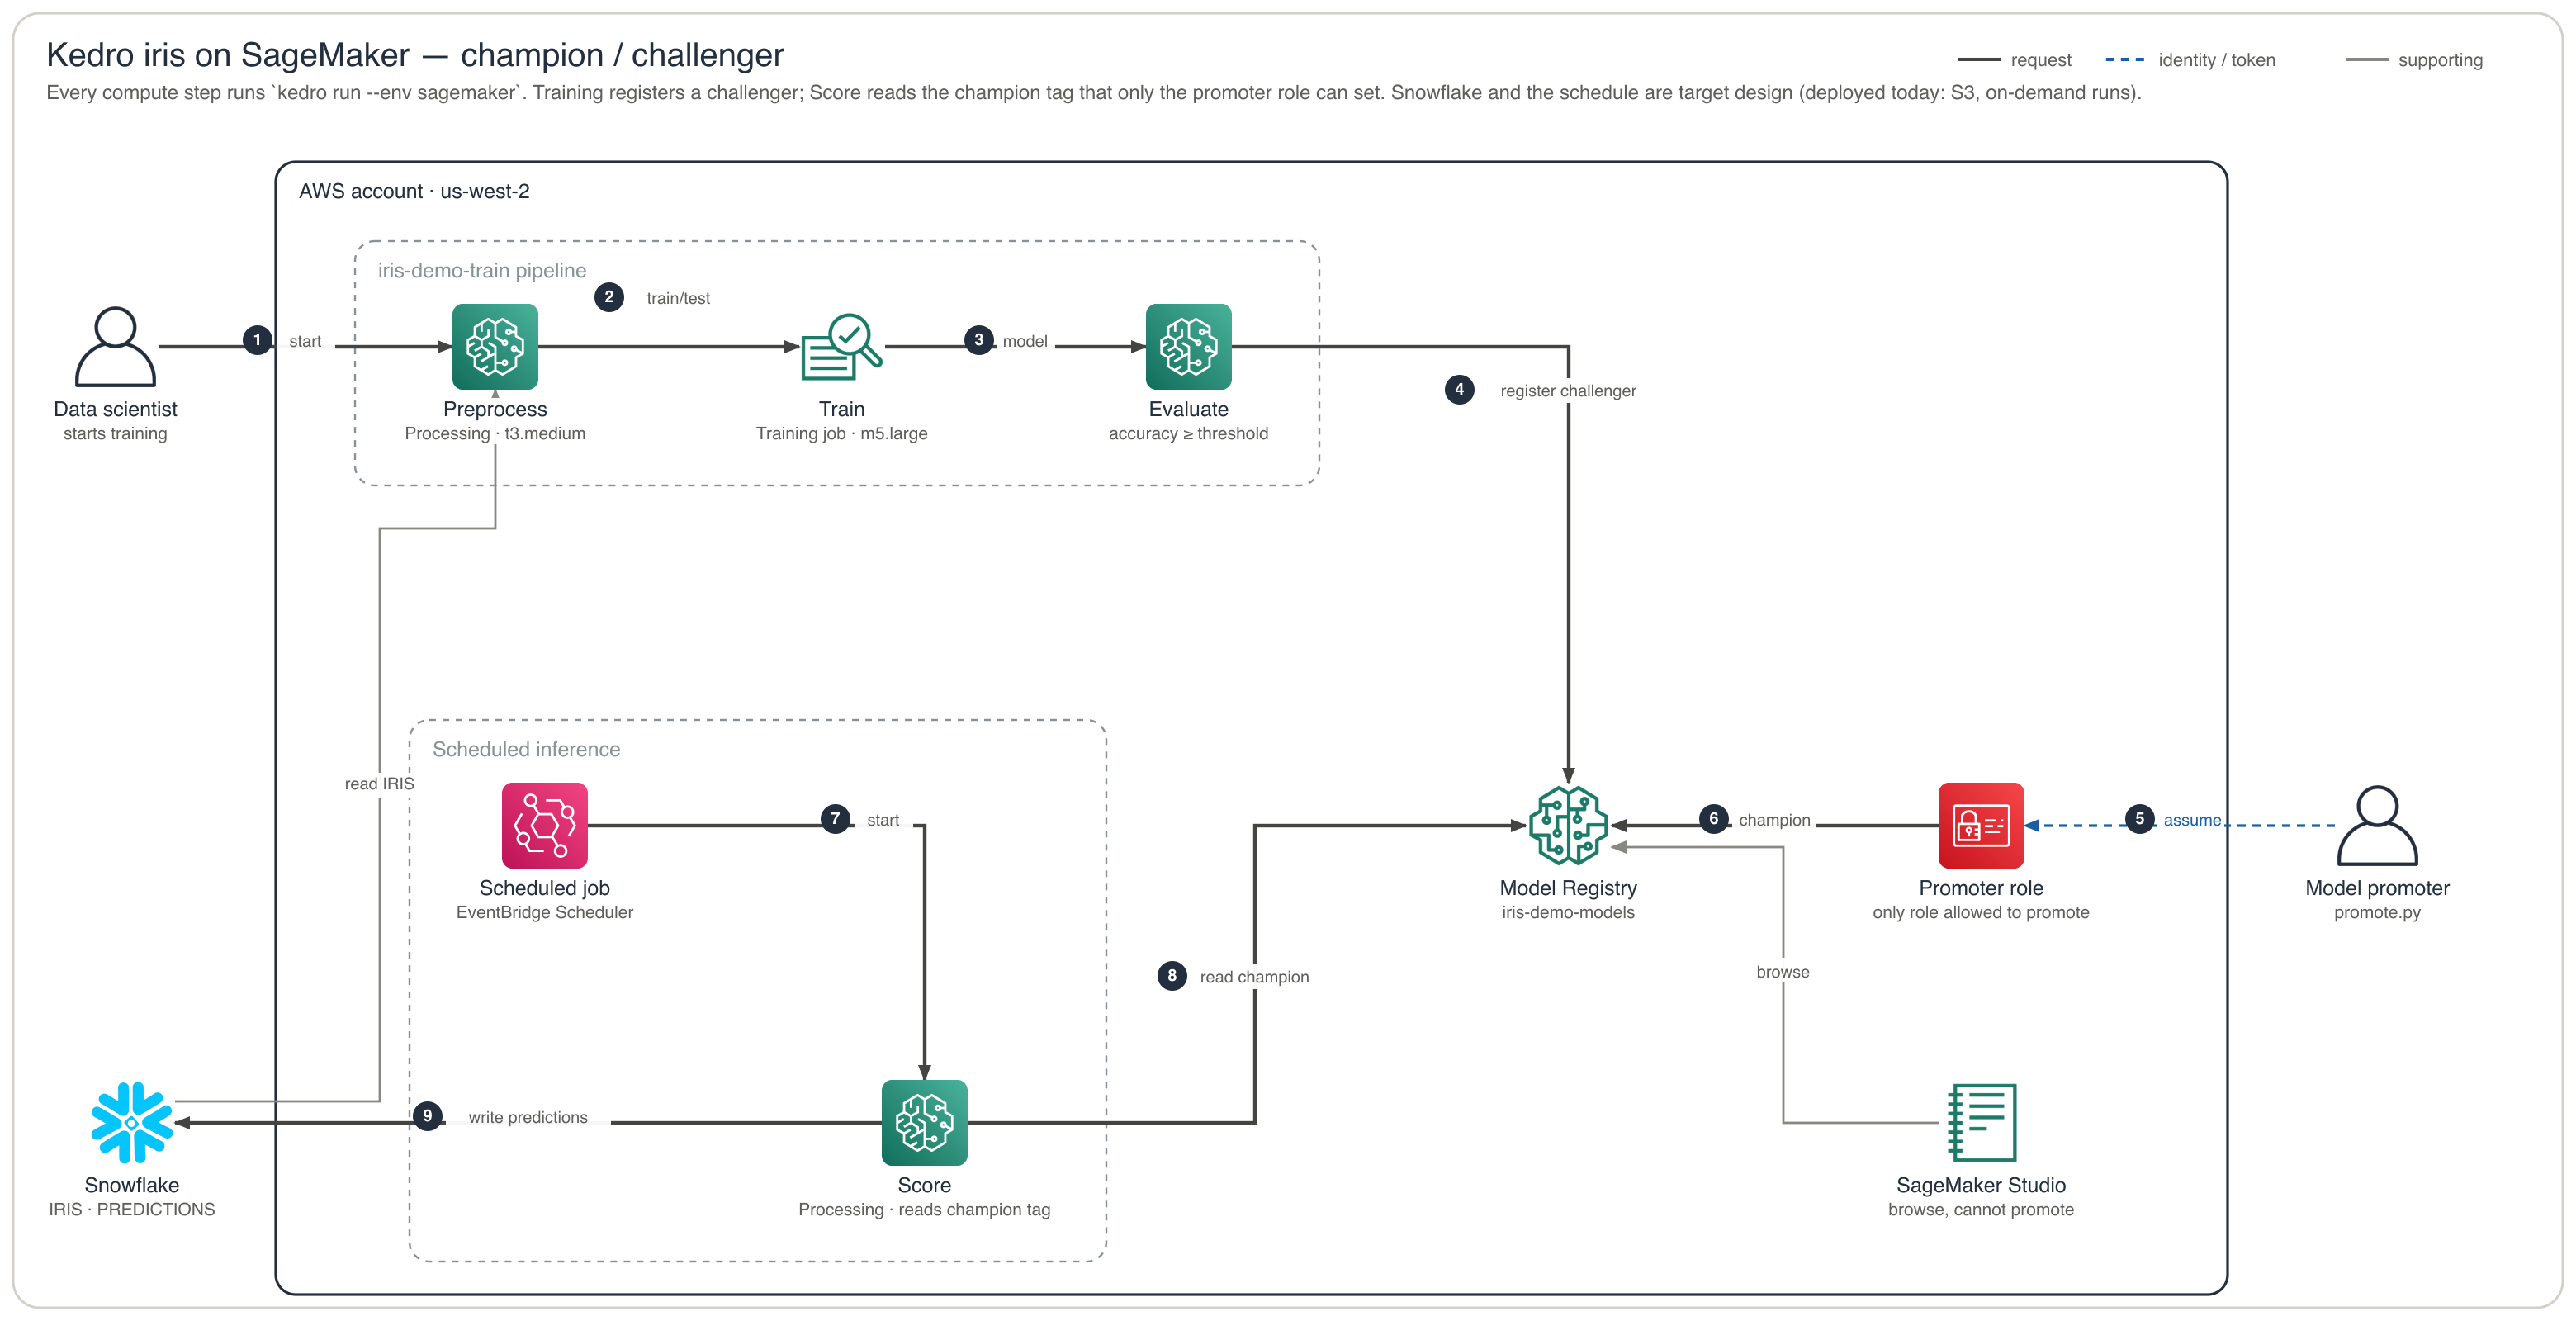 Kedro iris on SageMaker — champion / challenger
request
identity / token
supporting
Every compute step runs `kedro run --env sagemaker`. Training registers a challenger; Score reads the champion tag that only the promoter role can set. Snowflake and the schedule are target design (deployed today: S3, on-demand runs).
AWS account · us-west-2
iris-demo-train pipeline
2
train/test
1
start
3
model
4
register challenger
Data scientist
starts training
Preprocess
Processing · t3.medium
Train
Training job · m5.large
Evaluate
accuracy ≥ threshold
Scheduled inference
read IRIS
7
start
6
champion
5
assume
Scheduled job
EventBridge Scheduler
Model Registry
iris-demo-models
Promoter role
only role allowed to promote
Model promoter
promote.py
8
read champion
browse
9
write predictions
Snowflake
IRIS · PREDICTIONS
Score
Processing · reads champion tag
SageMaker Studio
browse, cannot promote